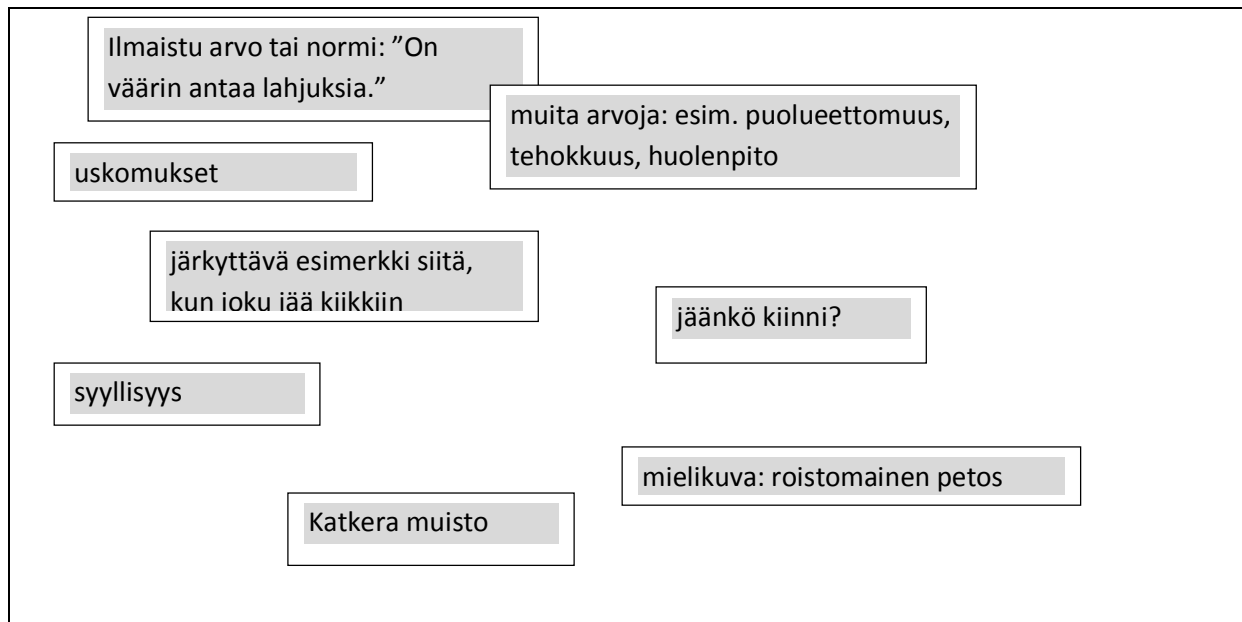 Ilmaistu arvo tai normi: ”On
väärin antaa lahjuksia.”
muita arvoja: esim. puolueettomuus,
tehokkuus, huolenpito
uskomukset
järkyttävä esimerkki siitä,
kun joku jää kiikkiin
jäänkö kiinni?
syyllisyys
mielikuva: roistomainen petos
Katkera muisto